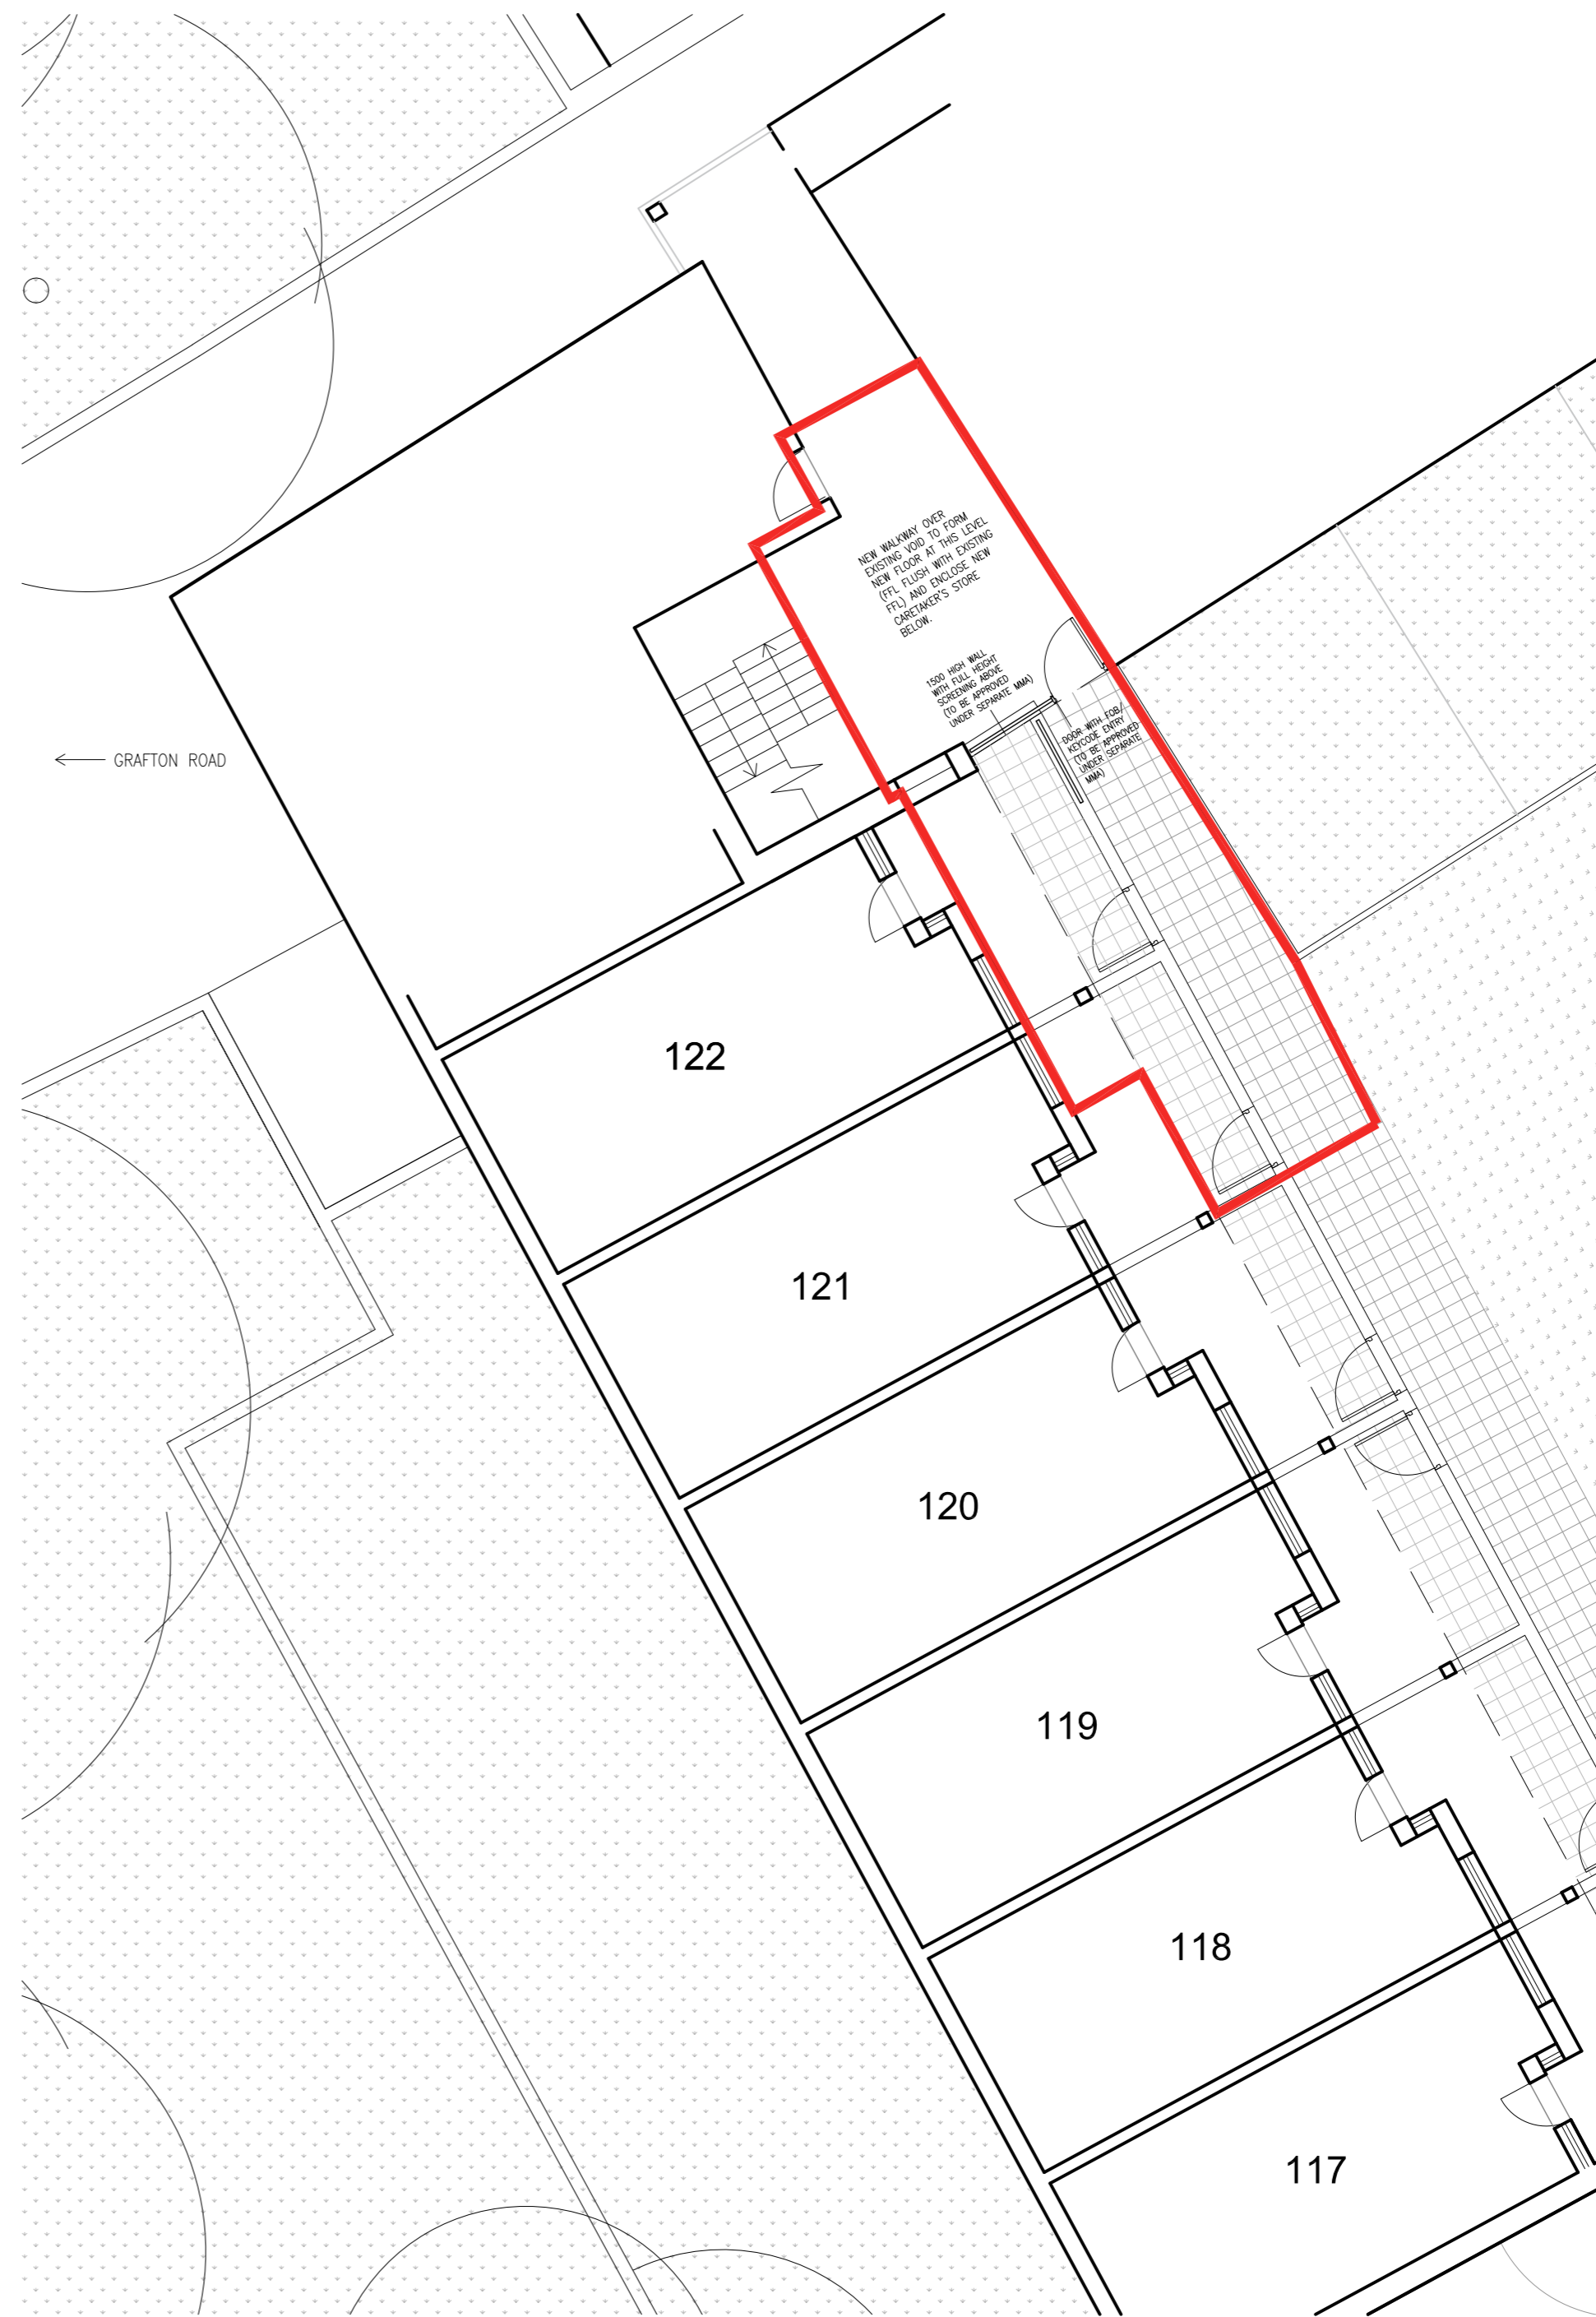 NEW WALKWAY OVER
EXISTING VOID TO FORM
NEW FLOOR AT THIS LEVEL
(FFL FLUSH WITH EXISTING
FFL) AND ENCLOSE NEW
CARETAKER'S STORE
BELOW.
1500 HIGH WALL
WITH FULL HEIGHT
SCREENING ABOVE
(TO BE APPROVED
UNDER SEPARATE MMA)
DOOR WITH FOB/
KEYCODE ENTRY
(TO BE APPROVED
UNDER SEPARATE
MMA)
GRAFTON ROAD
122
121
120
119
118
117